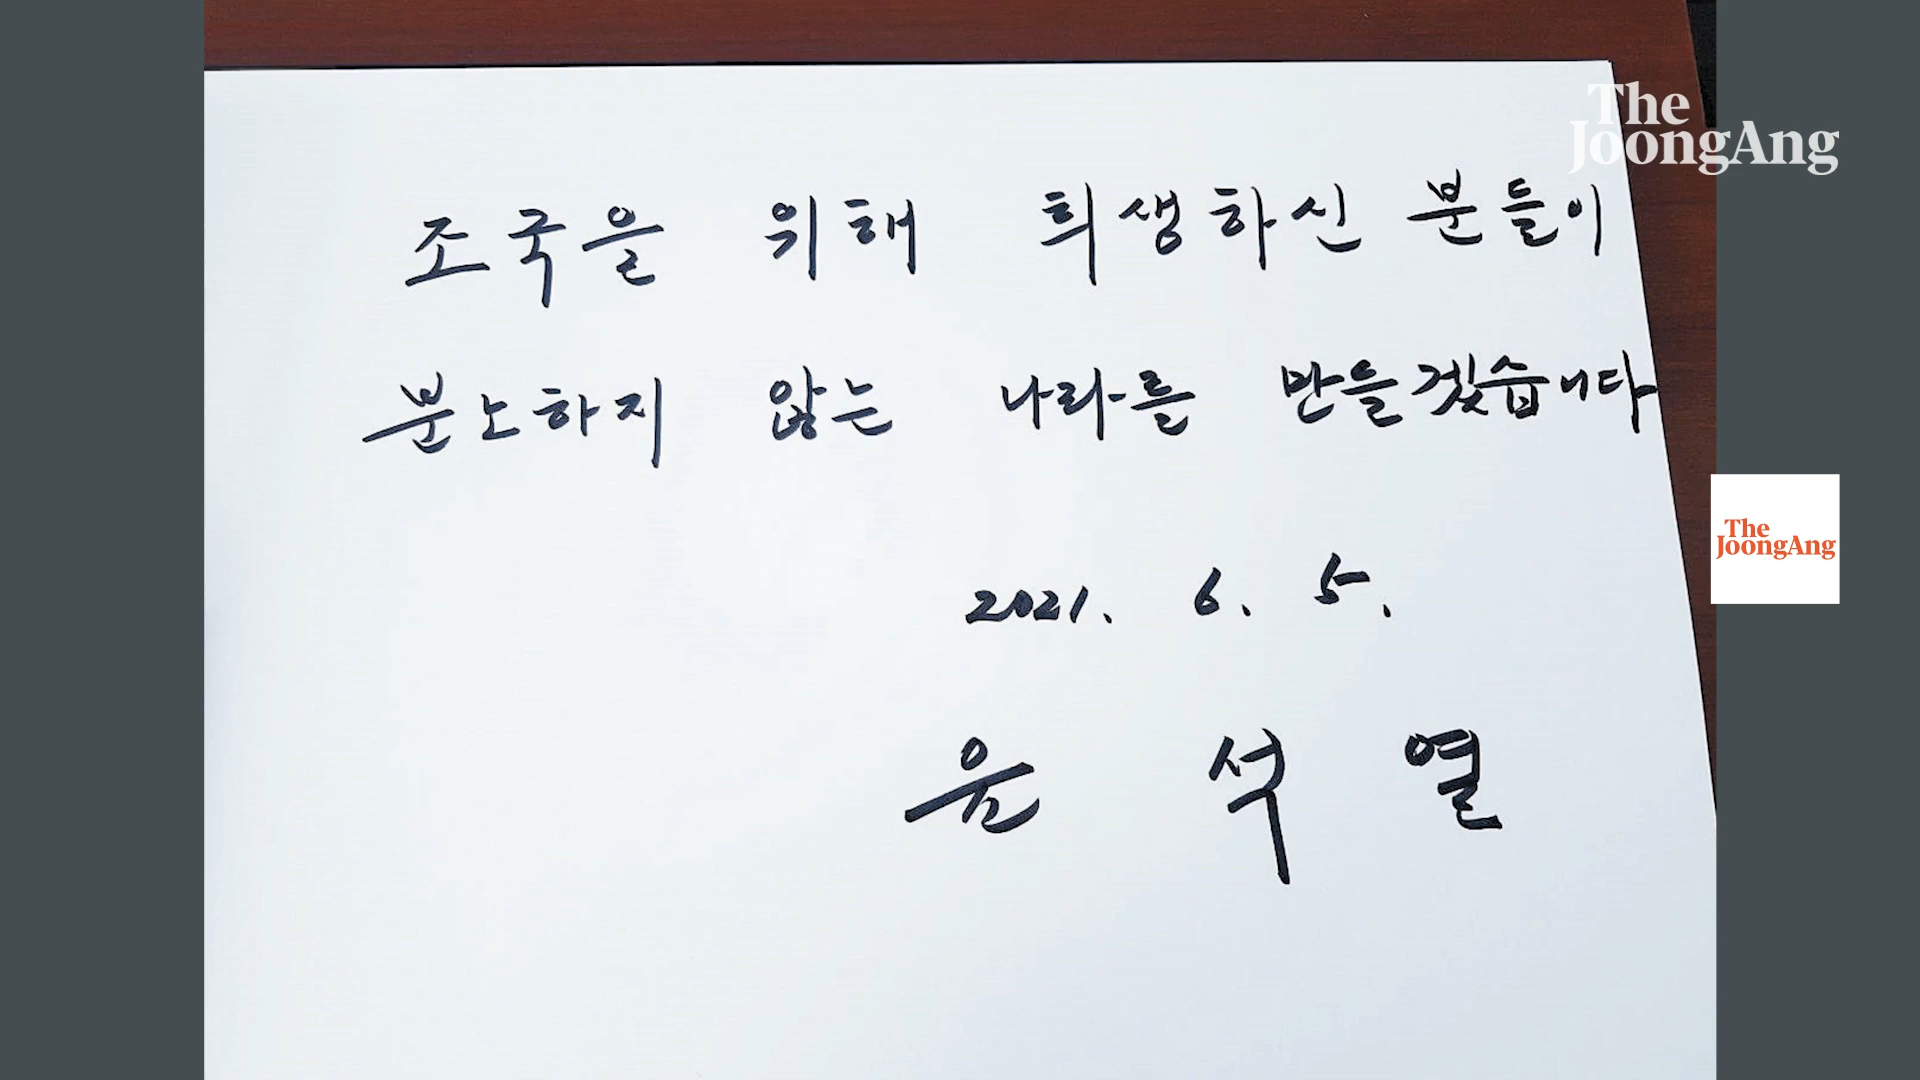 The
JoongAng
조국을 위해 희생하신 분들이
분노하지 않는 나라를 만들겠습니다
The
JoongAng
2021. 6. 5.
윤 석 열